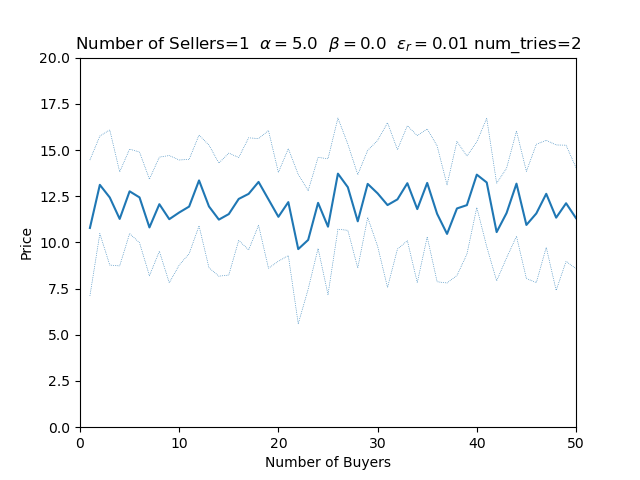 Number of Sellers=1 α = 5.0 β = 0.0 εᵣ = 0.01 num_tries=2
20.0
17.5
15.0
12.5
10.0
7.5
5.0
2.5
0.0
Price
0 10 20 30 40 50
Number of Buyers